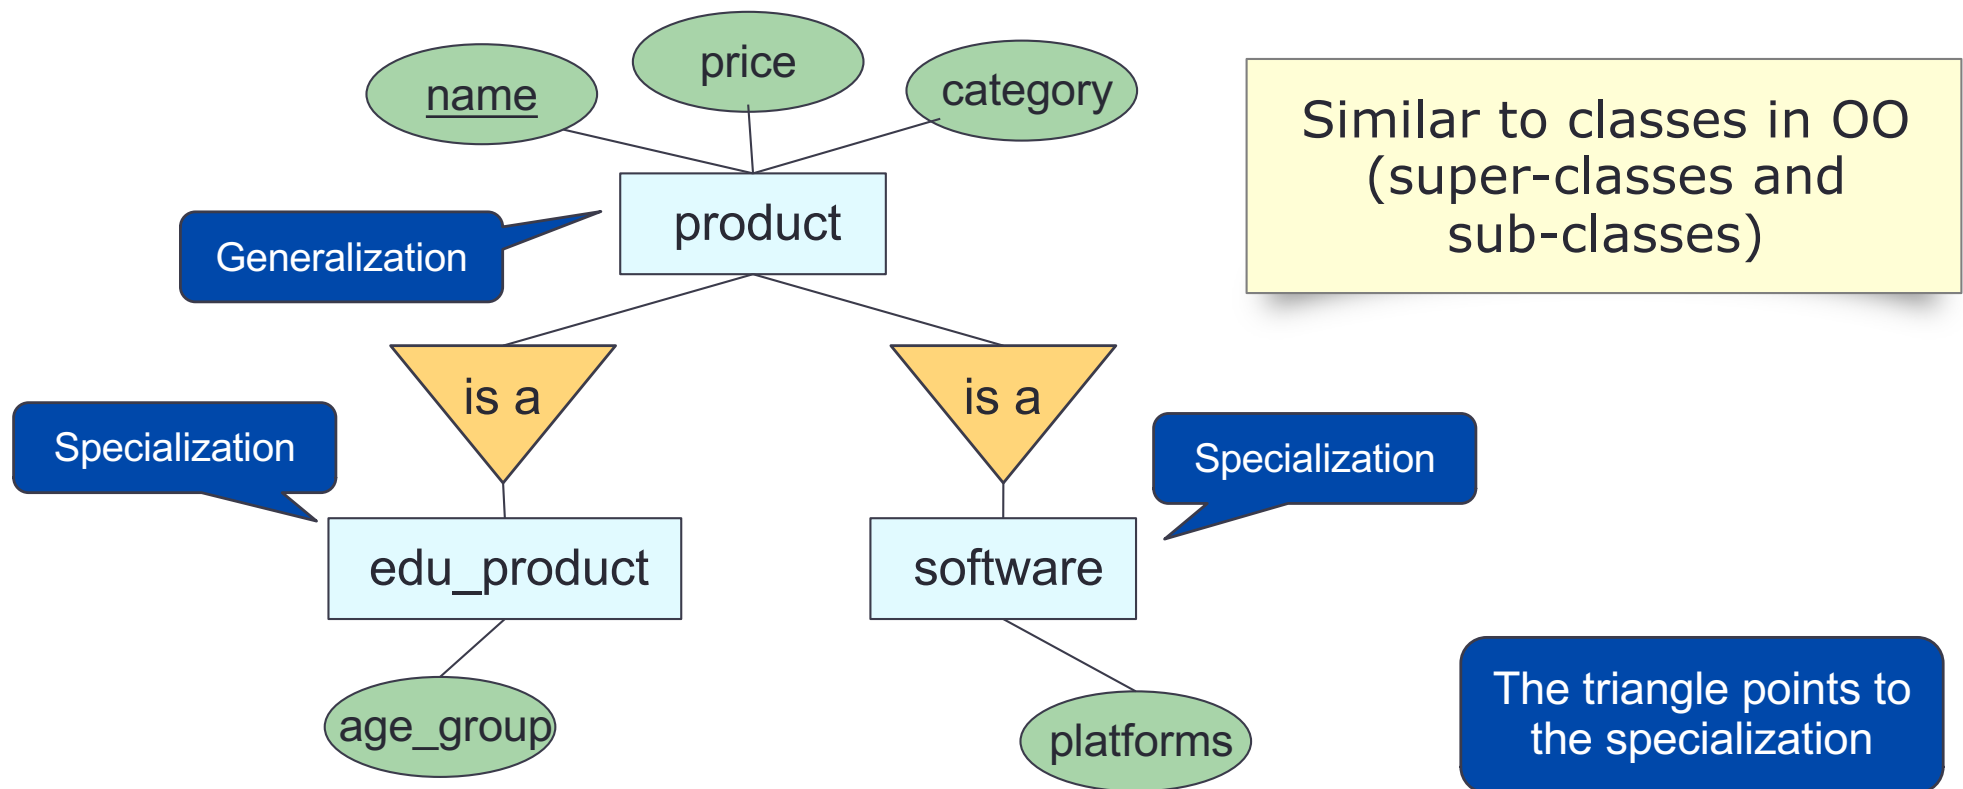 name
price
category
Similar to classes in OO
(super-classes and
sub-classes)
product
Generalization
is a
is a
Specialization
Specialization
edu_product
software
age_group
platforms
The triangle points to
the specialization